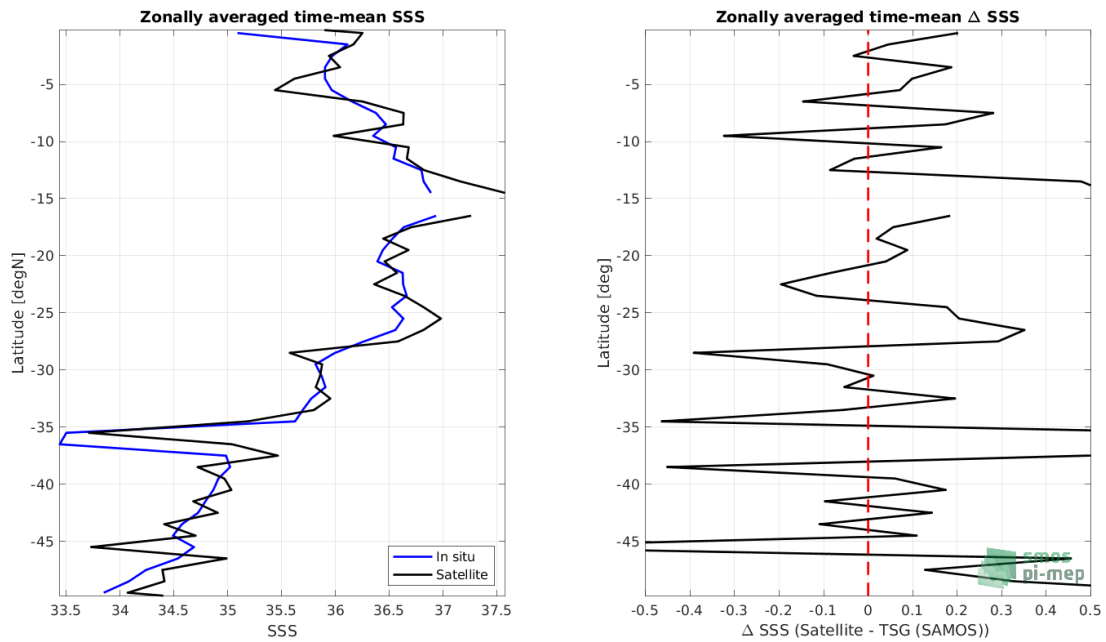 Zonally averaged time-mean SSS
Latitude [degN]
-5
-10
-15
-20
-25
-30
-35
-40
-45
33.5 34 34.5 35 35.5 36 36.5 37 37.5
SSS
In situ
Satellite
Zonally averaged time-mean Δ SSS
Latitude [deg]
-5
-10
-15
-20
-25
-30
-35
-40
-45
-0.5 -0.4 -0.3 -0.2 -0.1 0 0.1 0.2 0.3 0.4 0.5
Δ SSS (Satellite - TSG (SAMOS))
smos
pi-mep